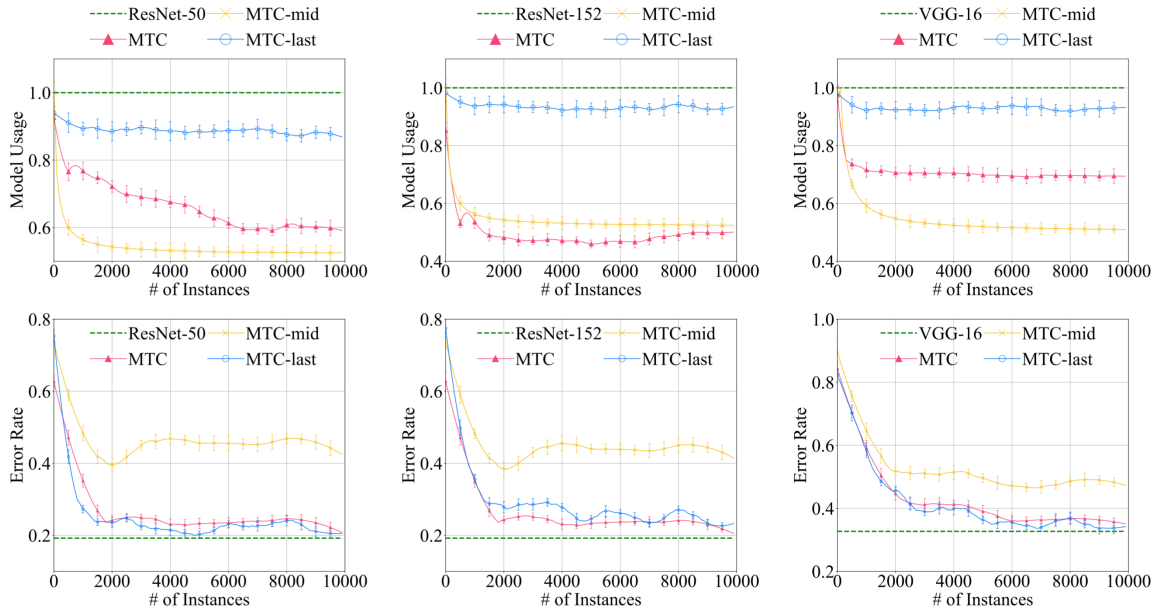 ResNet-50 MTC-mid
MTC MTC-last
1.0
0.8
0.6
Model Usage
0 2000 4000 6000 8000 10000
# of Instances
ResNet-152 MTC-mid
MTC MTC-last
1.0
0.8
0.6
0.4
Model Usage
0 2000 4000 6000 8000 10000
# of Instances
VGG-16 MTC-mid
MTC MTC-last
1.0
0.8
0.6
0.4
Model Usage
0 2000 4000 6000 8000 10000
# of Instances
0.8
0.6
0.4
0.2
Error Rate
ResNet-50 MTC-mid
MTC MTC-last
0 2000 4000 6000 8000 10000
# of Instances
0.8
0.6
0.4
0.2
Error Rate
ResNet-152 MTC-mid
MTC MTC-last
0 2000 4000 6000 8000 10000
# of Instances
1.0
0.8
0.6
0.4
0.2
Error Rate
VGG-16 MTC-mid
MTC MTC-last
0 2000 4000 6000 8000 10000
# of Instances